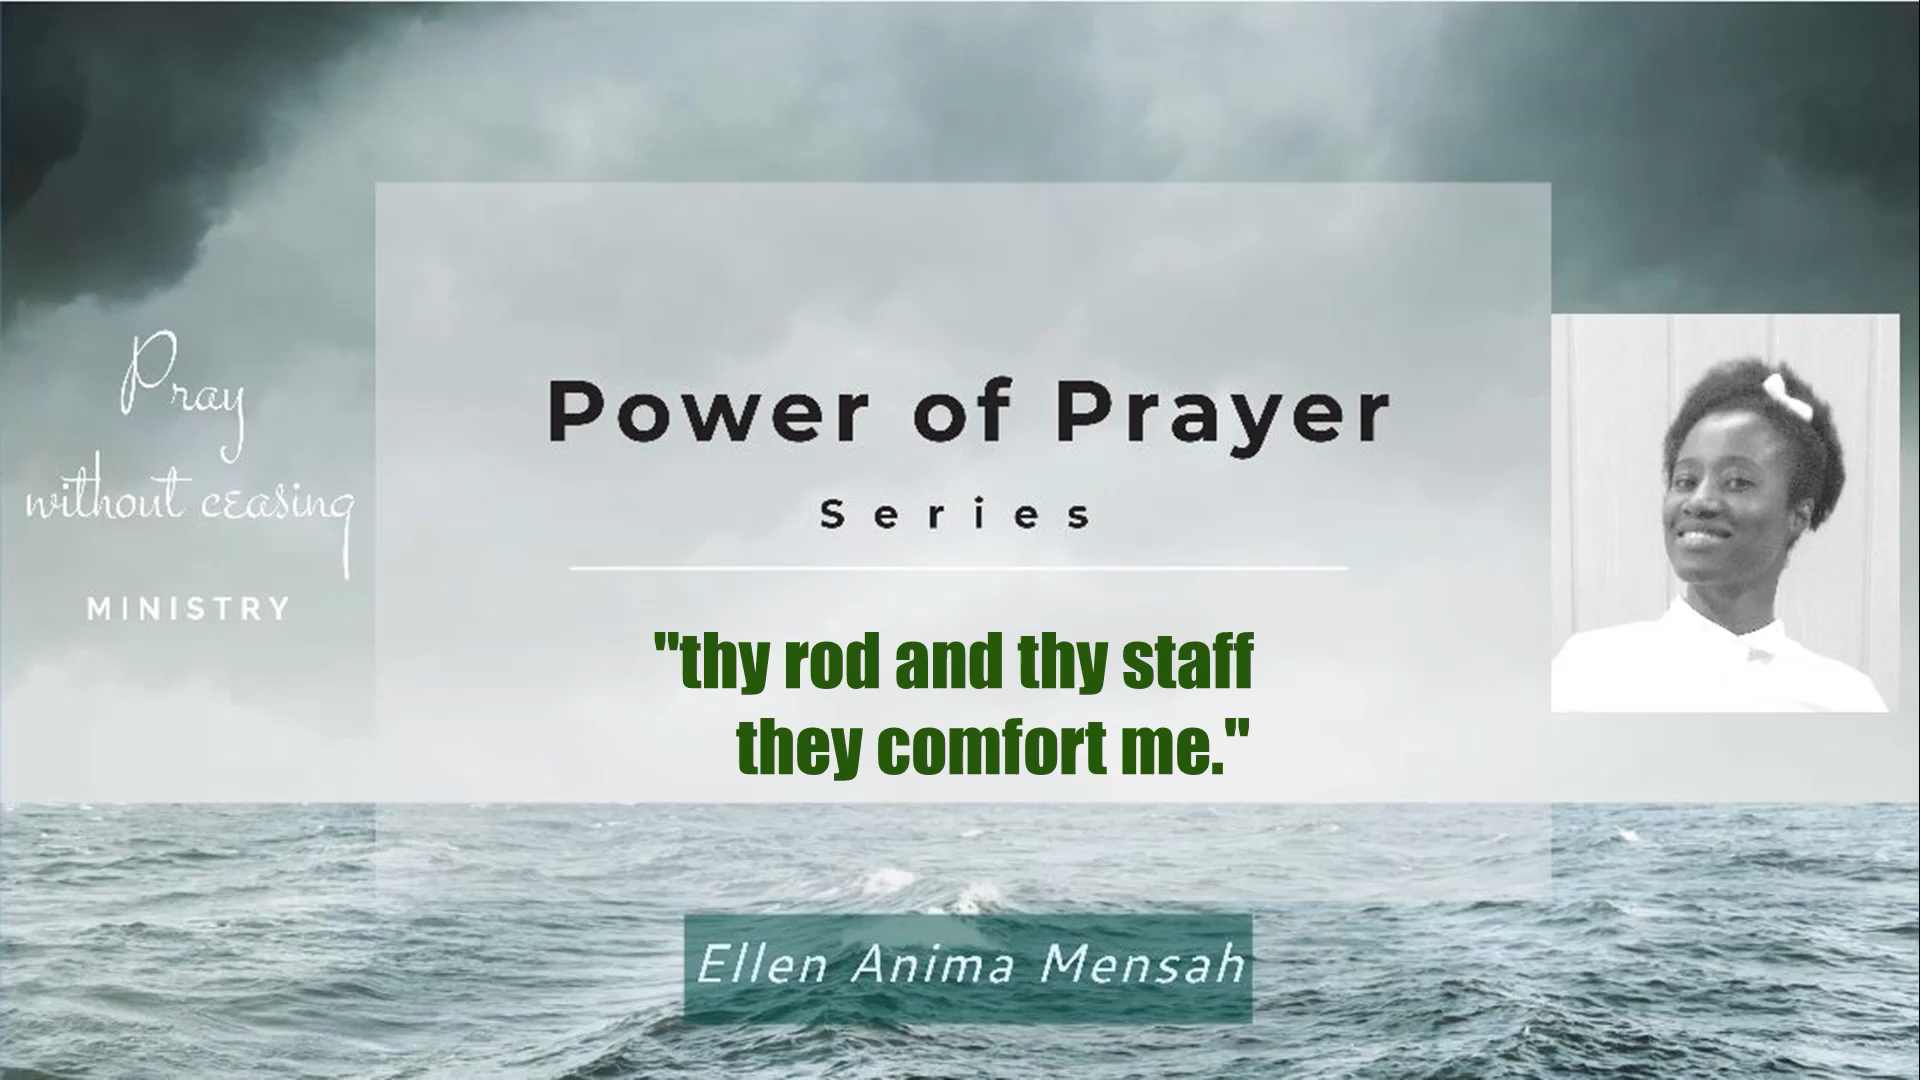 Pray
without ceasing
MINISTRY
Power of Prayer
Series
"thy rod and thy staff
they comfort me."
Ellen Anima Mensah